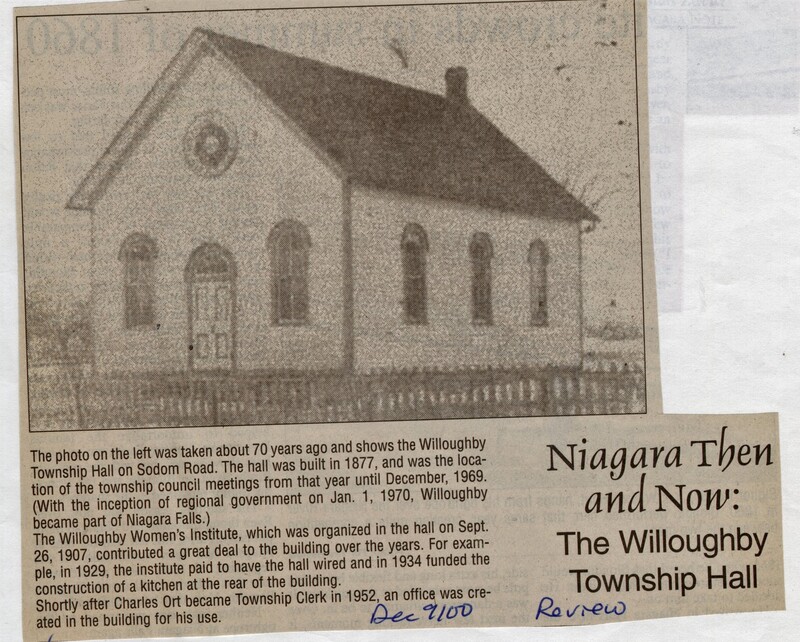 The photo on the left was taken about 70 years ago and shows the Willoughby
Township Hall on Sodom Road. The hall was built in 1877, and was the loca-
tion of the township council meetings from that year until December, 1969.
(With the inception of regional government on Jan. 1, 1970, Willoughby
became part of Niagara Falls.)
The Willoughby Women's Institute, which was organized in the hall on Sept.
26, 1907, contributed a great deal to the building over the years. For exam-
ple, in 1929, the institute paid to have the hall wired and in 1934 funded the
construction of a kitchen at the rear of the building.
Shortly after Charles Ort became Township Clerk in 1952, an office was cre-
ated in the building for his use.
Niagara Then
and Now:
The Willoughby
Township Hall
Dec 9/00 Review